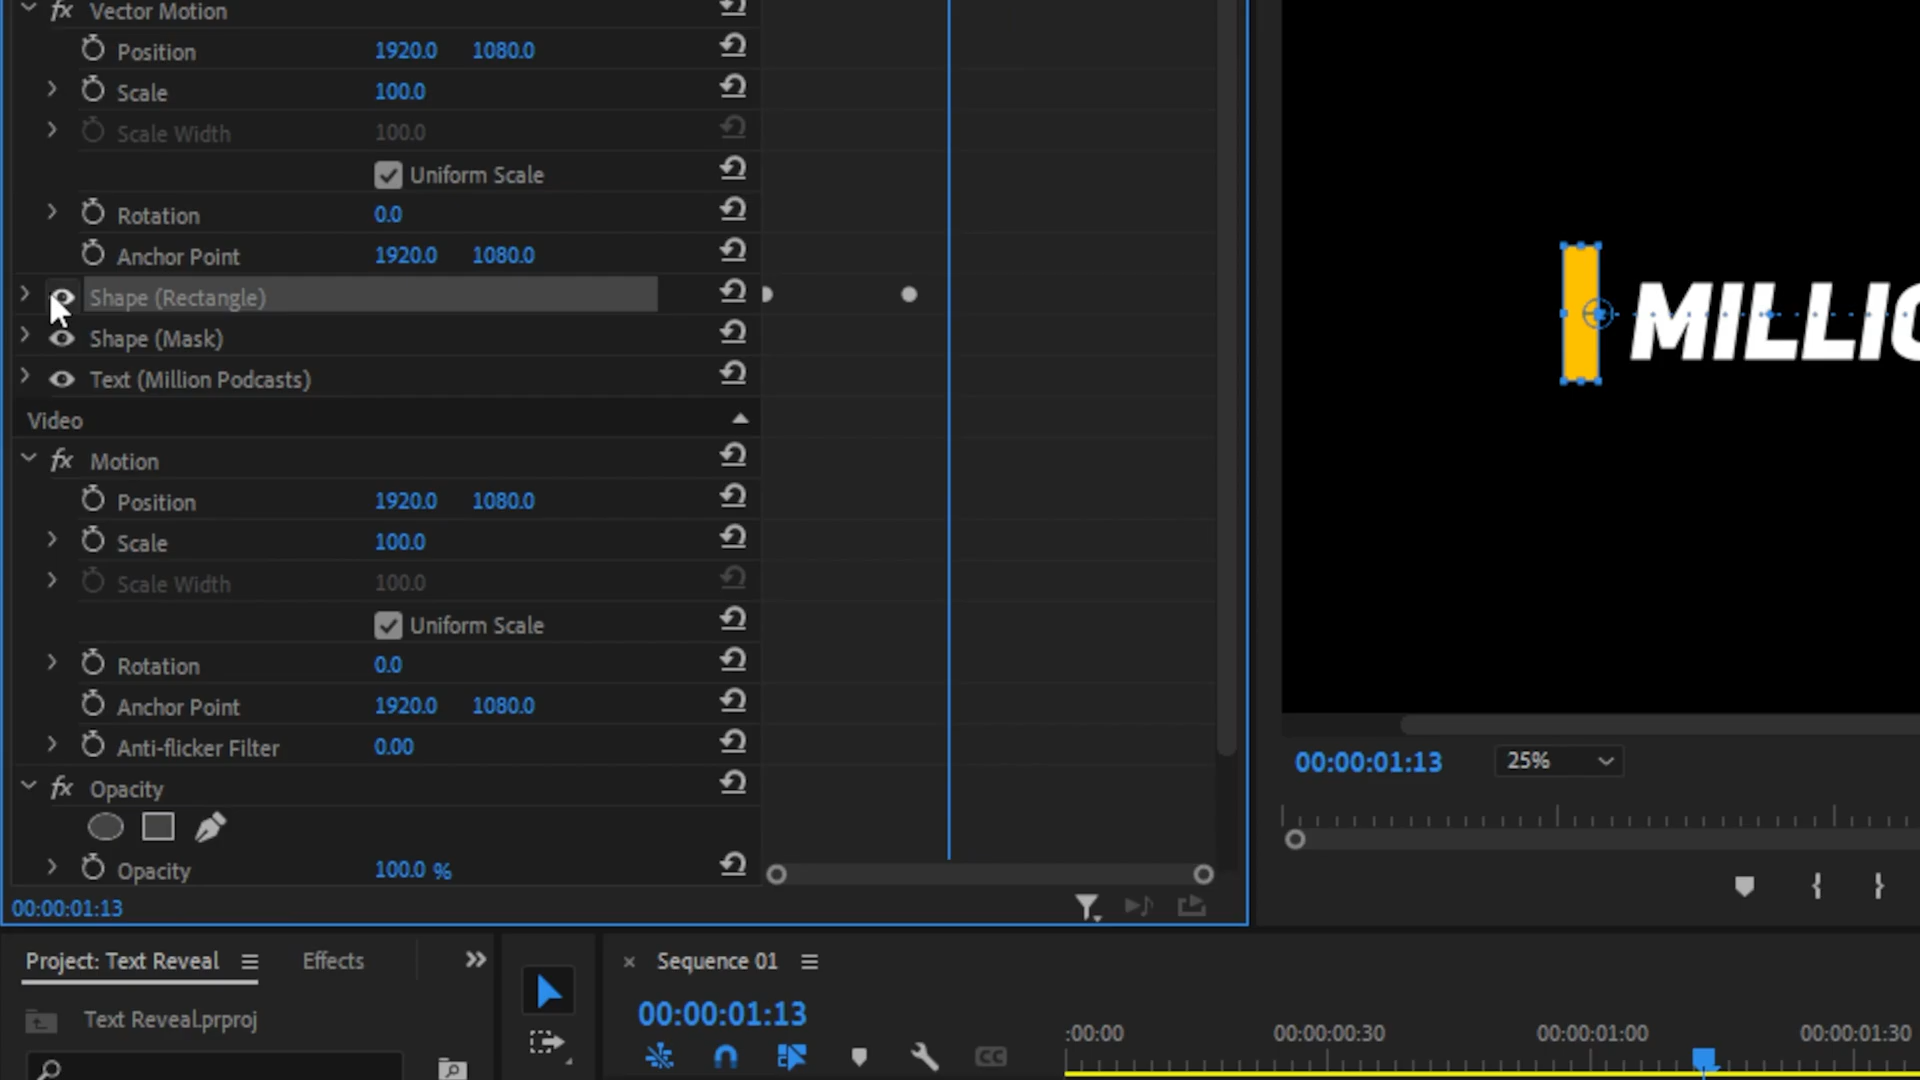 fx Vector Motion
Position 1920.0 1080.0
Scale 100.0
Scale Width 100.0
Uniform Scale
Rotation 0.0
Anchor Point 1920.0 1080.0
Shape (Rectangle)
Shape (Mask)
Text (Million Podcasts)
Video
fx Motion
Position 1920.0 1080.0
Scale 100.0
Scale Width 100.0
Uniform Scale
Rotation 0.0
Anchor Point 1920.0 1080.0
Anti-flicker Filter 0.00
fx Opacity
Opacity 100.0 %
00:00:01:13
MILLIO
00:00:01:13 25%
Project: Text Reveal Effects
Text Reveal.prproj
Sequence 01
00:00:01:13
CC
:00:00 00:00:00:30 00:00:01:00 00:00:01:30